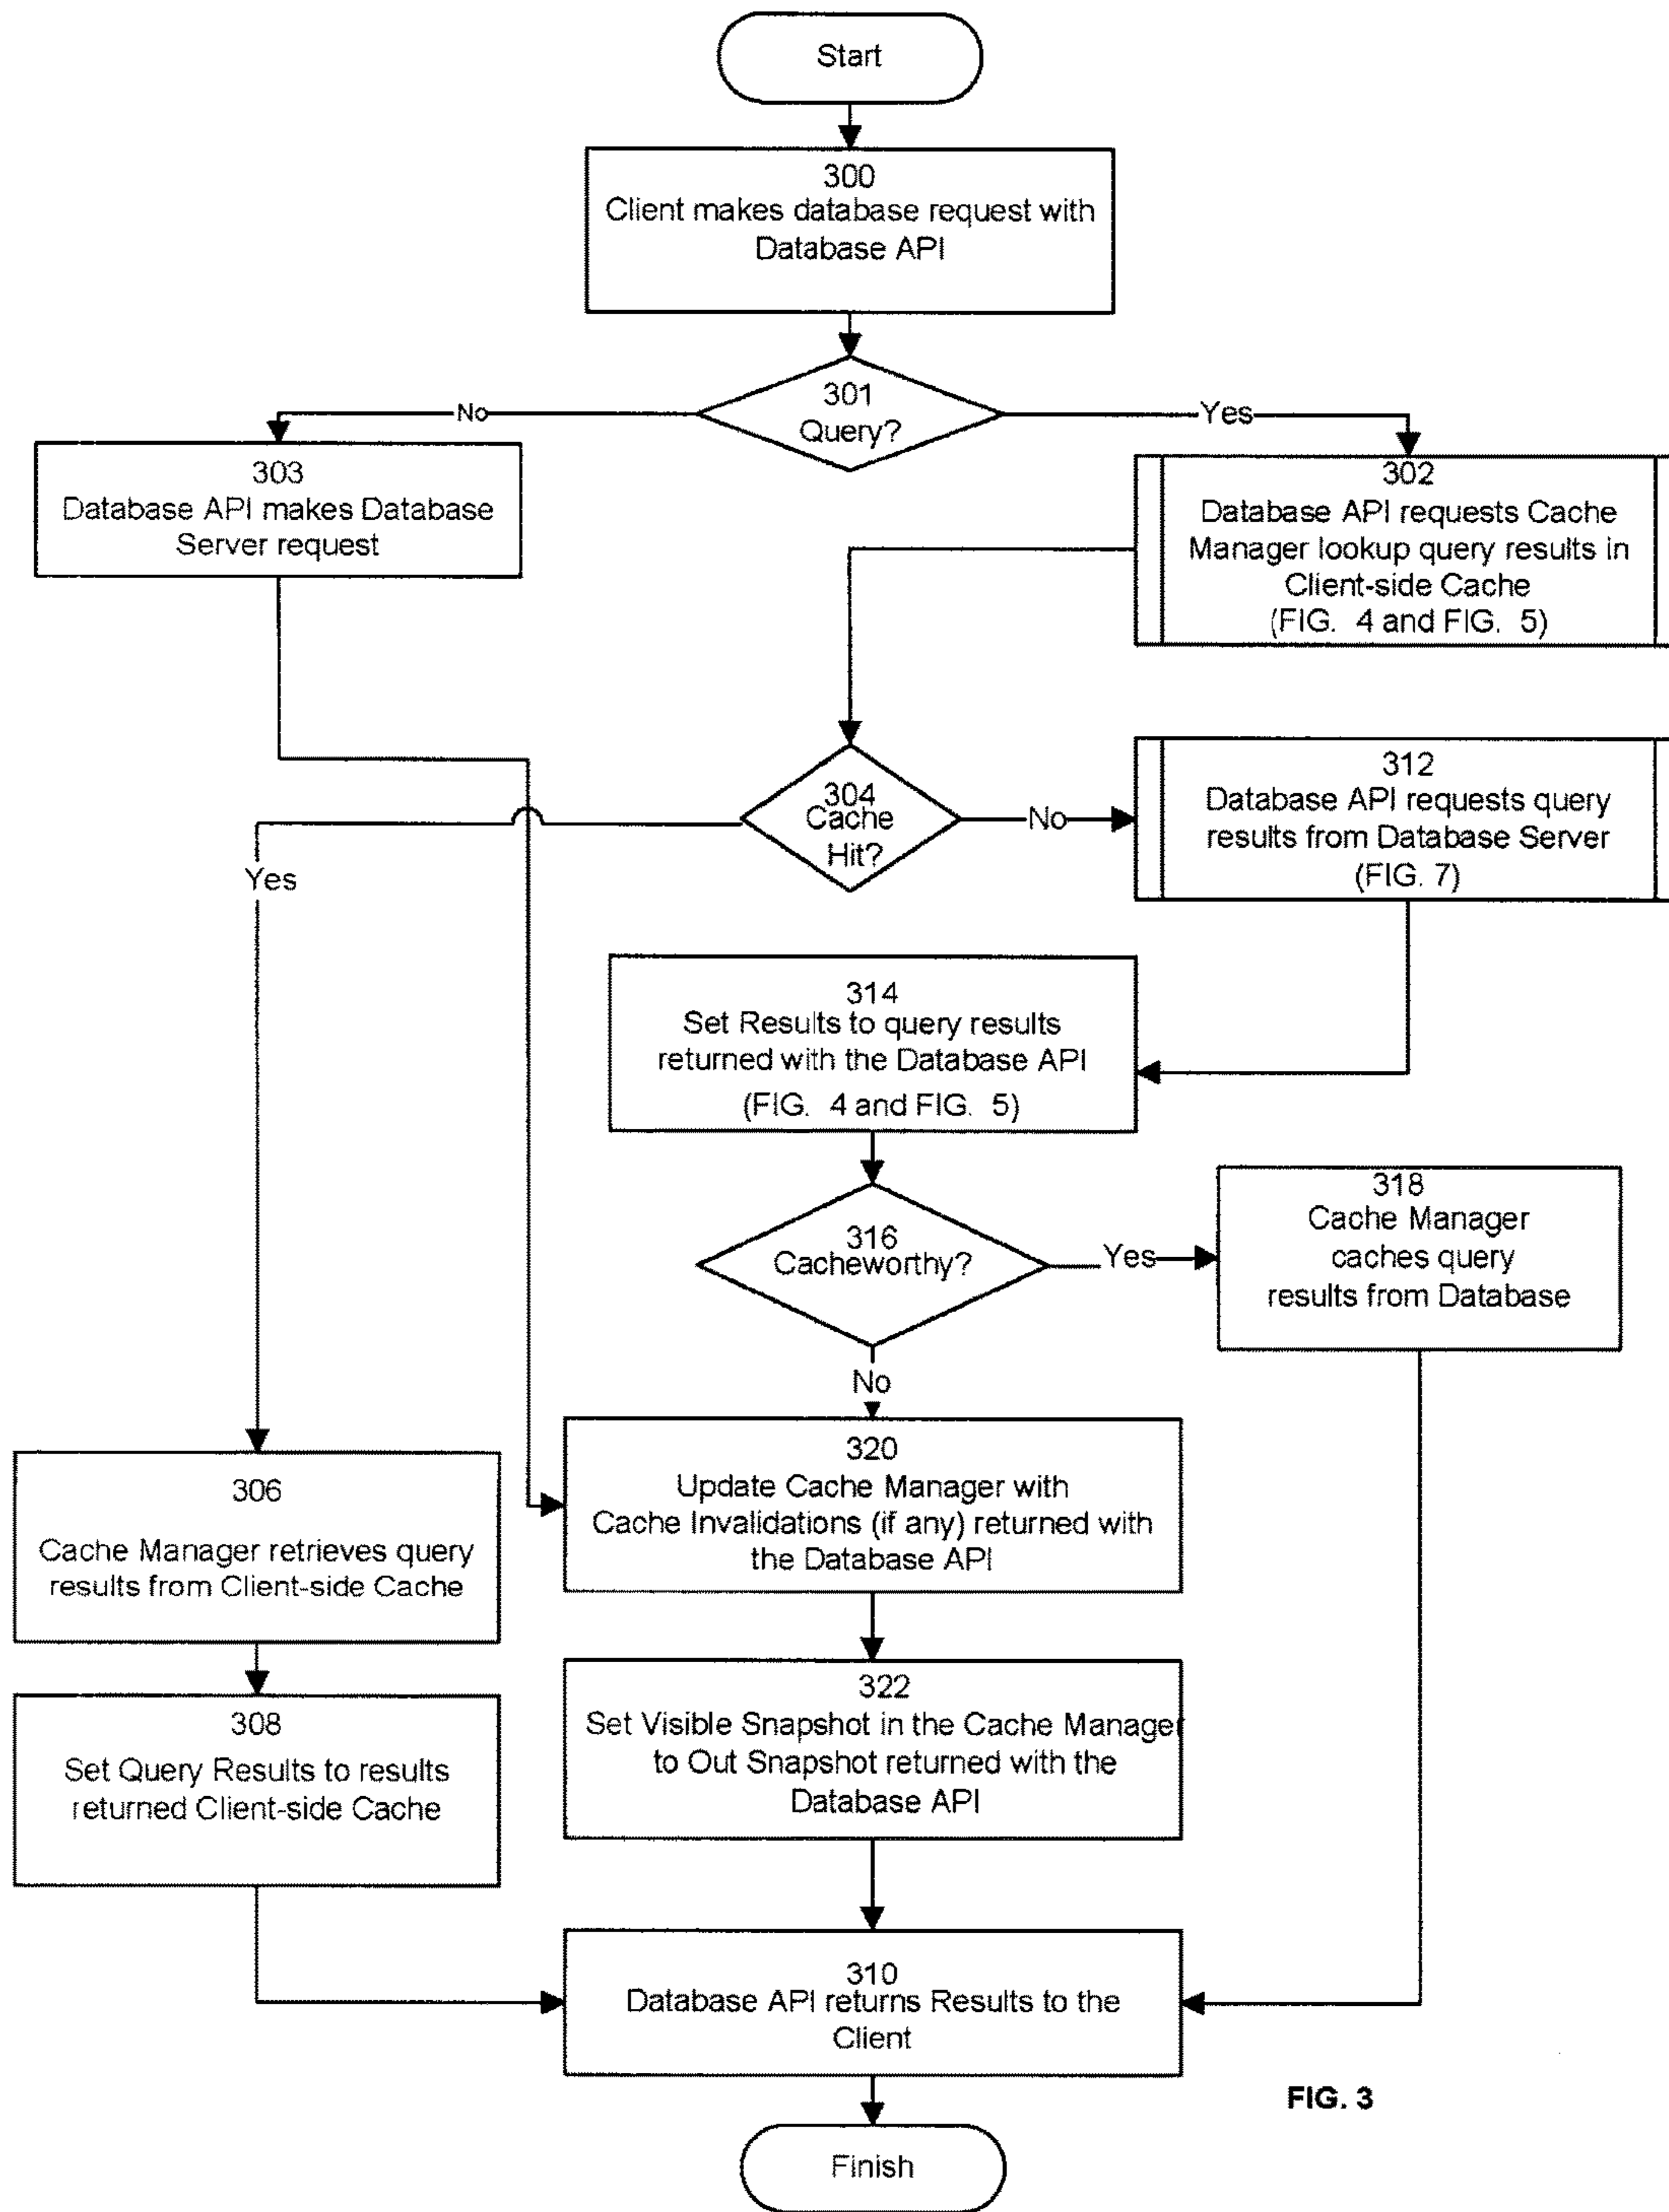 Start
300
Client makes database request with
Database API
301
Query?
No
Yes
303
Database API makes Database
Server request
302
Database API requests Cache
Manager lookup query results in
Client-side Cache
(FIG. 4 and FIG. 5)
304
Cache
Hit?
No
Yes
312
Database API requests query
results from Database Server
(FIG. 7)
314
Set Results to query results
returned with the Database API
(FIG. 4 and FIG. 5)
316
Cacheworthy?
Yes
No
318
Cache Manager
caches query
results from Database
320
Update Cache Manager with
Cache Invalidations (if any) returned with
the Database API
306
Cache Manager retrieves query
results from Client-side Cache
322
Set Visible Snapshot in the Cache Manager
to Out Snapshot returned with the
Database API
308
Set Query Results to results
returned Client-side Cache
310
Database API returns Results to the
Client
FIG. 3
Finish